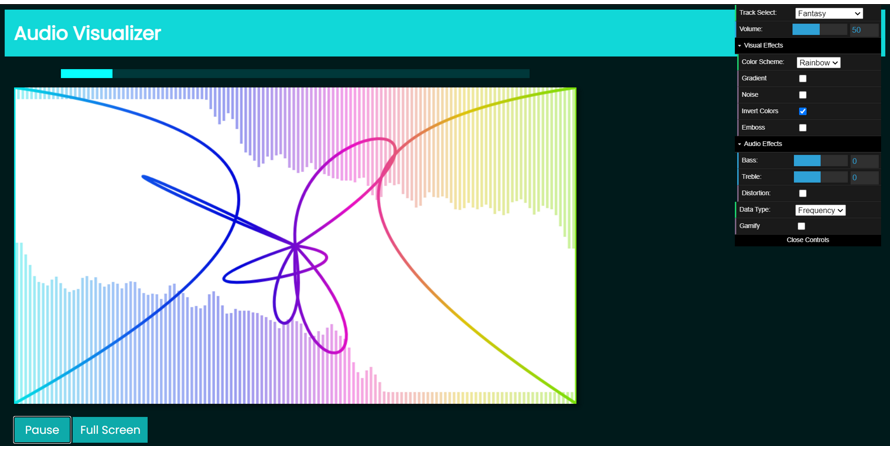 Audio Visualizer
Track Select: Fantasy
Volume: 50
Visual Effects
Color Scheme: Rainbow
Gradient
Noise
Invert Colors
Emboss
Audio Effects
Bass: 0
Treble: 0
Distortion:
Data Type: Frequency
Gamify
Close Controls
Pause
Full Screen